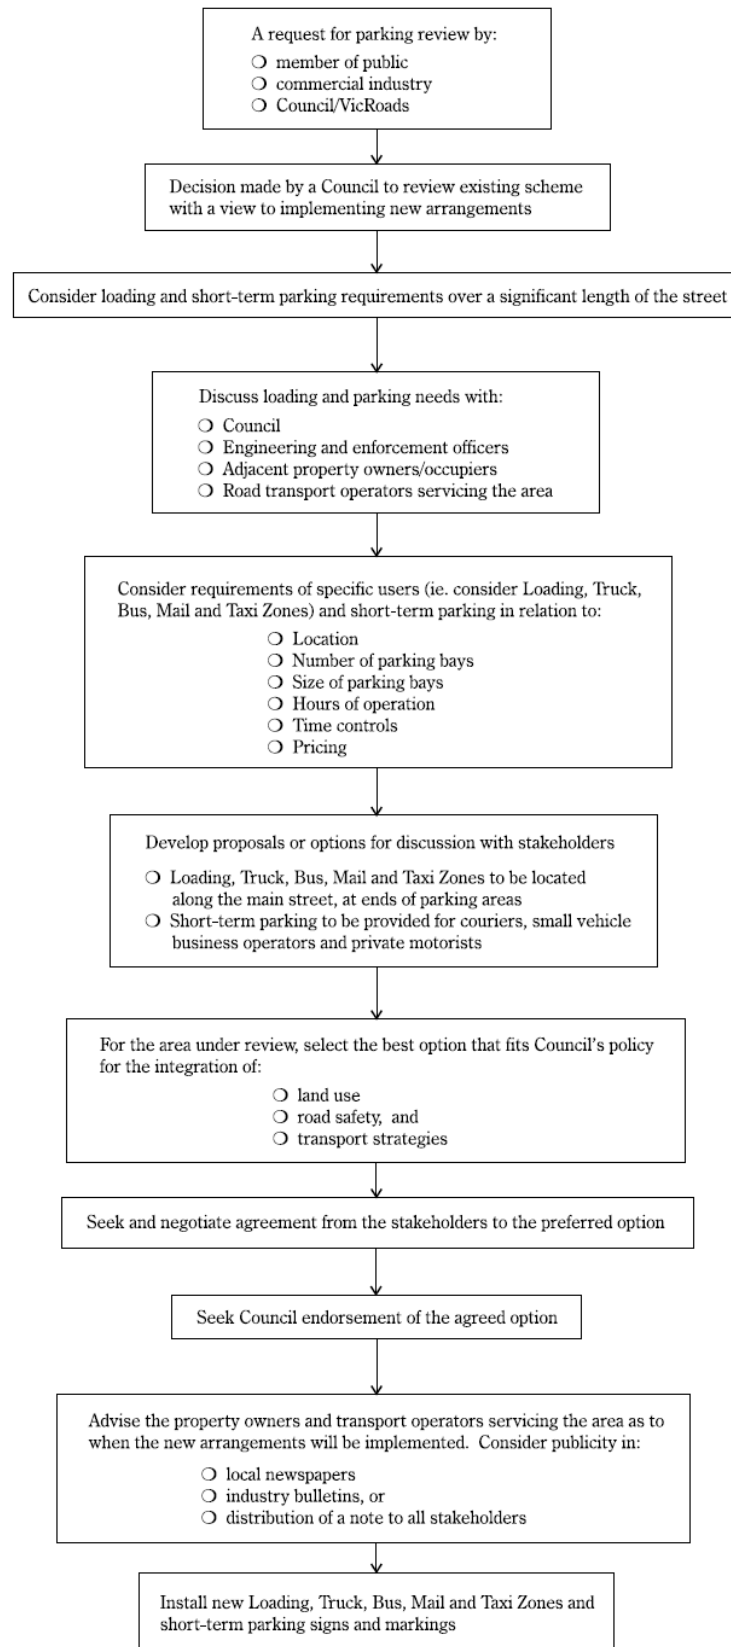 A request for parking review by:
❍ member of public
❍ commercial industry
❍ Council/VicRoads
Decision made by a Council to review existing scheme
with a view to implementing new arrangements
Consider loading and short-term parking requirements over a significant length of the street
Discuss loading and parking needs with:
❍ Council
❍ Engineering and enforcement officers
❍ Adjacent property owners/occupiers
❍ Road transport operators servicing the area
Consider requirements of specific users (ie. consider Loading, Truck,
Bus, Mail and Taxi Zones) and short-term parking in relation to:
❍ Location
❍ Number of parking bays
❍ Size of parking bays
❍ Hours of operation
❍ Time controls
❍ Pricing
Develop proposals or options for discussion with stakeholders
❍ Loading, Truck, Bus, Mail and Taxi Zones to be located
along the main street, at ends of parking areas
❍ Short-term parking to be provided for couriers, small vehicle
business operators and private motorists
For the area under review, select the best option that fits Council's policy
for the integration of:
❍ land use
❍ road safety, and
❍ transport strategies
Seek and negotiate agreement from the stakeholders to the preferred option
Seek Council endorsement of the agreed option
Advise the property owners and transport operators servicing the area as to
when the new arrangements will be implemented. Consider publicity in:
❍ local newspapers
❍ industry bulletins, or
❍ distribution of a note to all stakeholders
Install new Loading, Truck, Bus, Mail and Taxi Zones and
short-term parking signs and markings